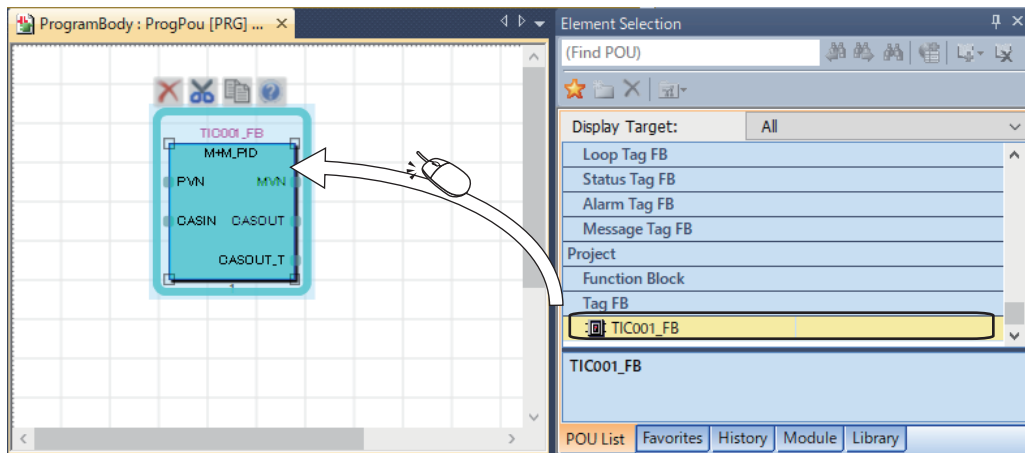 ProgramBody : ProgPou [PRG] ...
TIC001_FB
M+M_PID
PVN MVN
CASIN CASOUT
CASOUT_T
1
Element Selection
(Find POU)
Display Target: All
Loop Tag FB
Status Tag FB
Alarm Tag FB
Message Tag FB
Project
Function Block
Tag FB
TIC001_FB
TIC001_FB
POU List Favorites History Module Library